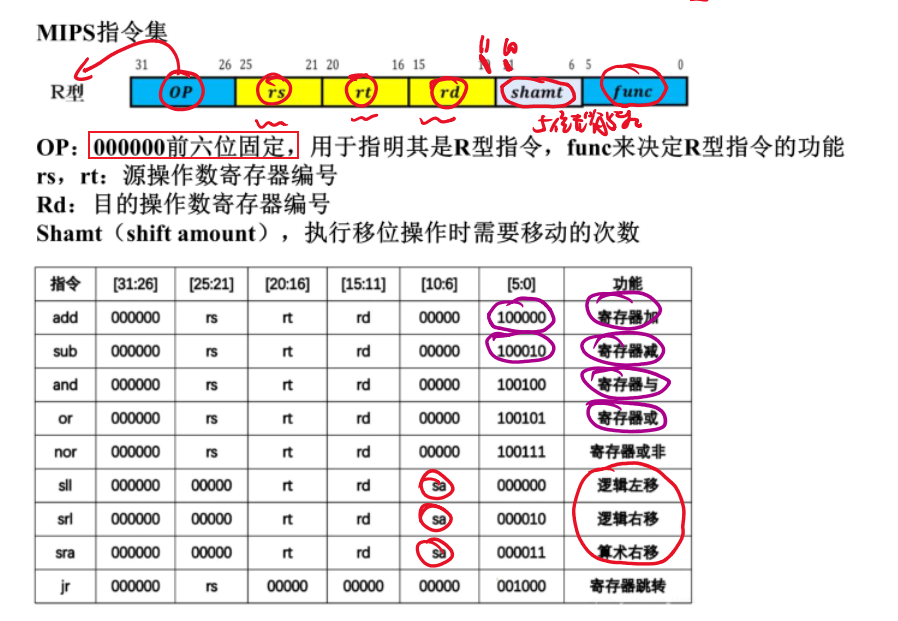 MIPS指令集
31 26 25 21 20 16 15 11 10 6 5 0
R型 OP rs rt rd shamt func
OP：000000前六位固定，用于指明其是R型指令，func来决定R型指令的功能
rs，rt：源操作数寄存器编号
Rd：目的操作数寄存器编号
Shamt（shift amount），执行移位操作时需要移动的次数
指令 [31:26] [25:21] [20:16] [15:11] [10:6] [5:0] 功能
add 000000 rs rt rd 00000 100000 寄存器加
sub 000000 rs rt rd 00000 100010 寄存器减
and 000000 rs rt rd 00000 100100 寄存器与
or 000000 rs rt rd 00000 100101 寄存器或
nor 000000 rs rt rd 00000 100111 寄存器或非
sll 000000 00000 rt rd sa 000000 逻辑左移
srl 000000 00000 rt rd sa 000010 逻辑右移
sra 000000 00000 rt rd sa 000011 算术右移
jr 000000 rs 00000 00000 00000 001000 寄存器跳转